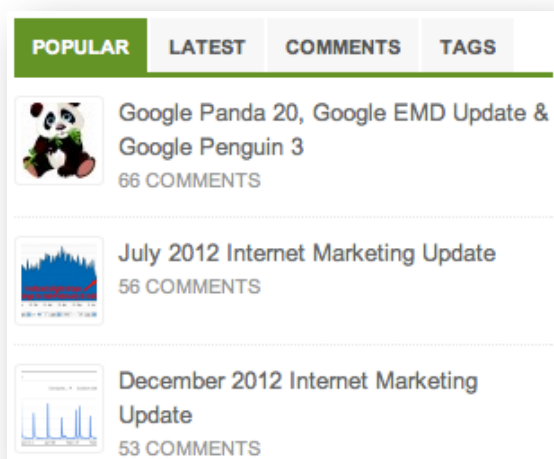 POPULAR LATEST COMMENTS TAGS
Google Panda 20, Google EMD Update &
Google Penguin 3
66 COMMENTS
July 2012 Internet Marketing Update
56 COMMENTS
December 2012 Internet Marketing
Update
53 COMMENTS